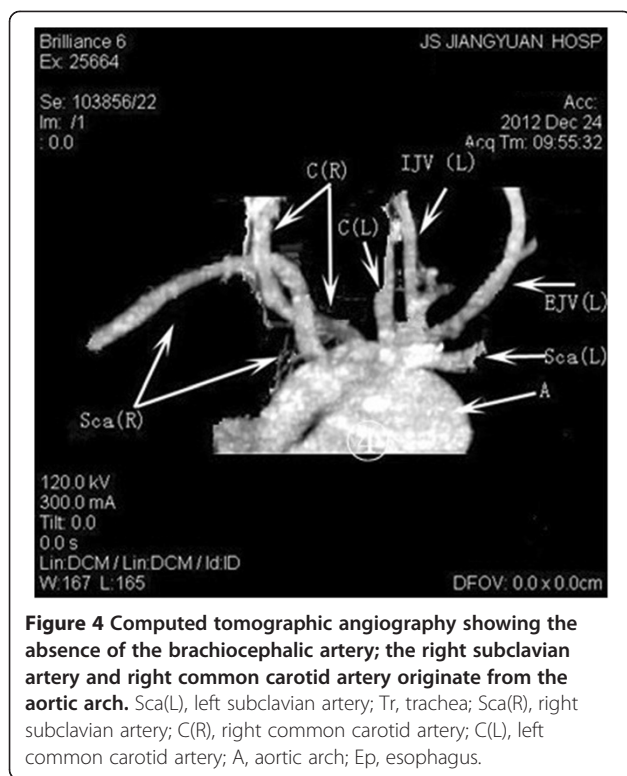 Brilliance 6
Ex: 25664
JS JIANGYUAN HOSP
Se: 103856/22
Im: /1
: 0.0
Acc:
2012 Dec 24
Acq Tm: 09:55:32
C(R)
IJV (L)
C(L)
EJV(L)
Sca(L)
A
Sca(R)
④
120.0 kV
300.0 mA
Tilt: 0.0
0.0 s
Lin:DCM / Lin:DCM / Id:ID
W:167 L:165
DFOV: 0.0 x 0.0cm
Figure 4 Computed tomographic angiography showing the
absence of the brachiocephalic artery; the right subclavian
artery and right common carotid artery originate from the
aortic arch. Sca(L), left subclavian artery; Tr, trachea; Sca(R), right
subclavian artery; C(R), right common carotid artery; C(L), left
common carotid artery; A, aortic arch; Ep, esophagus.